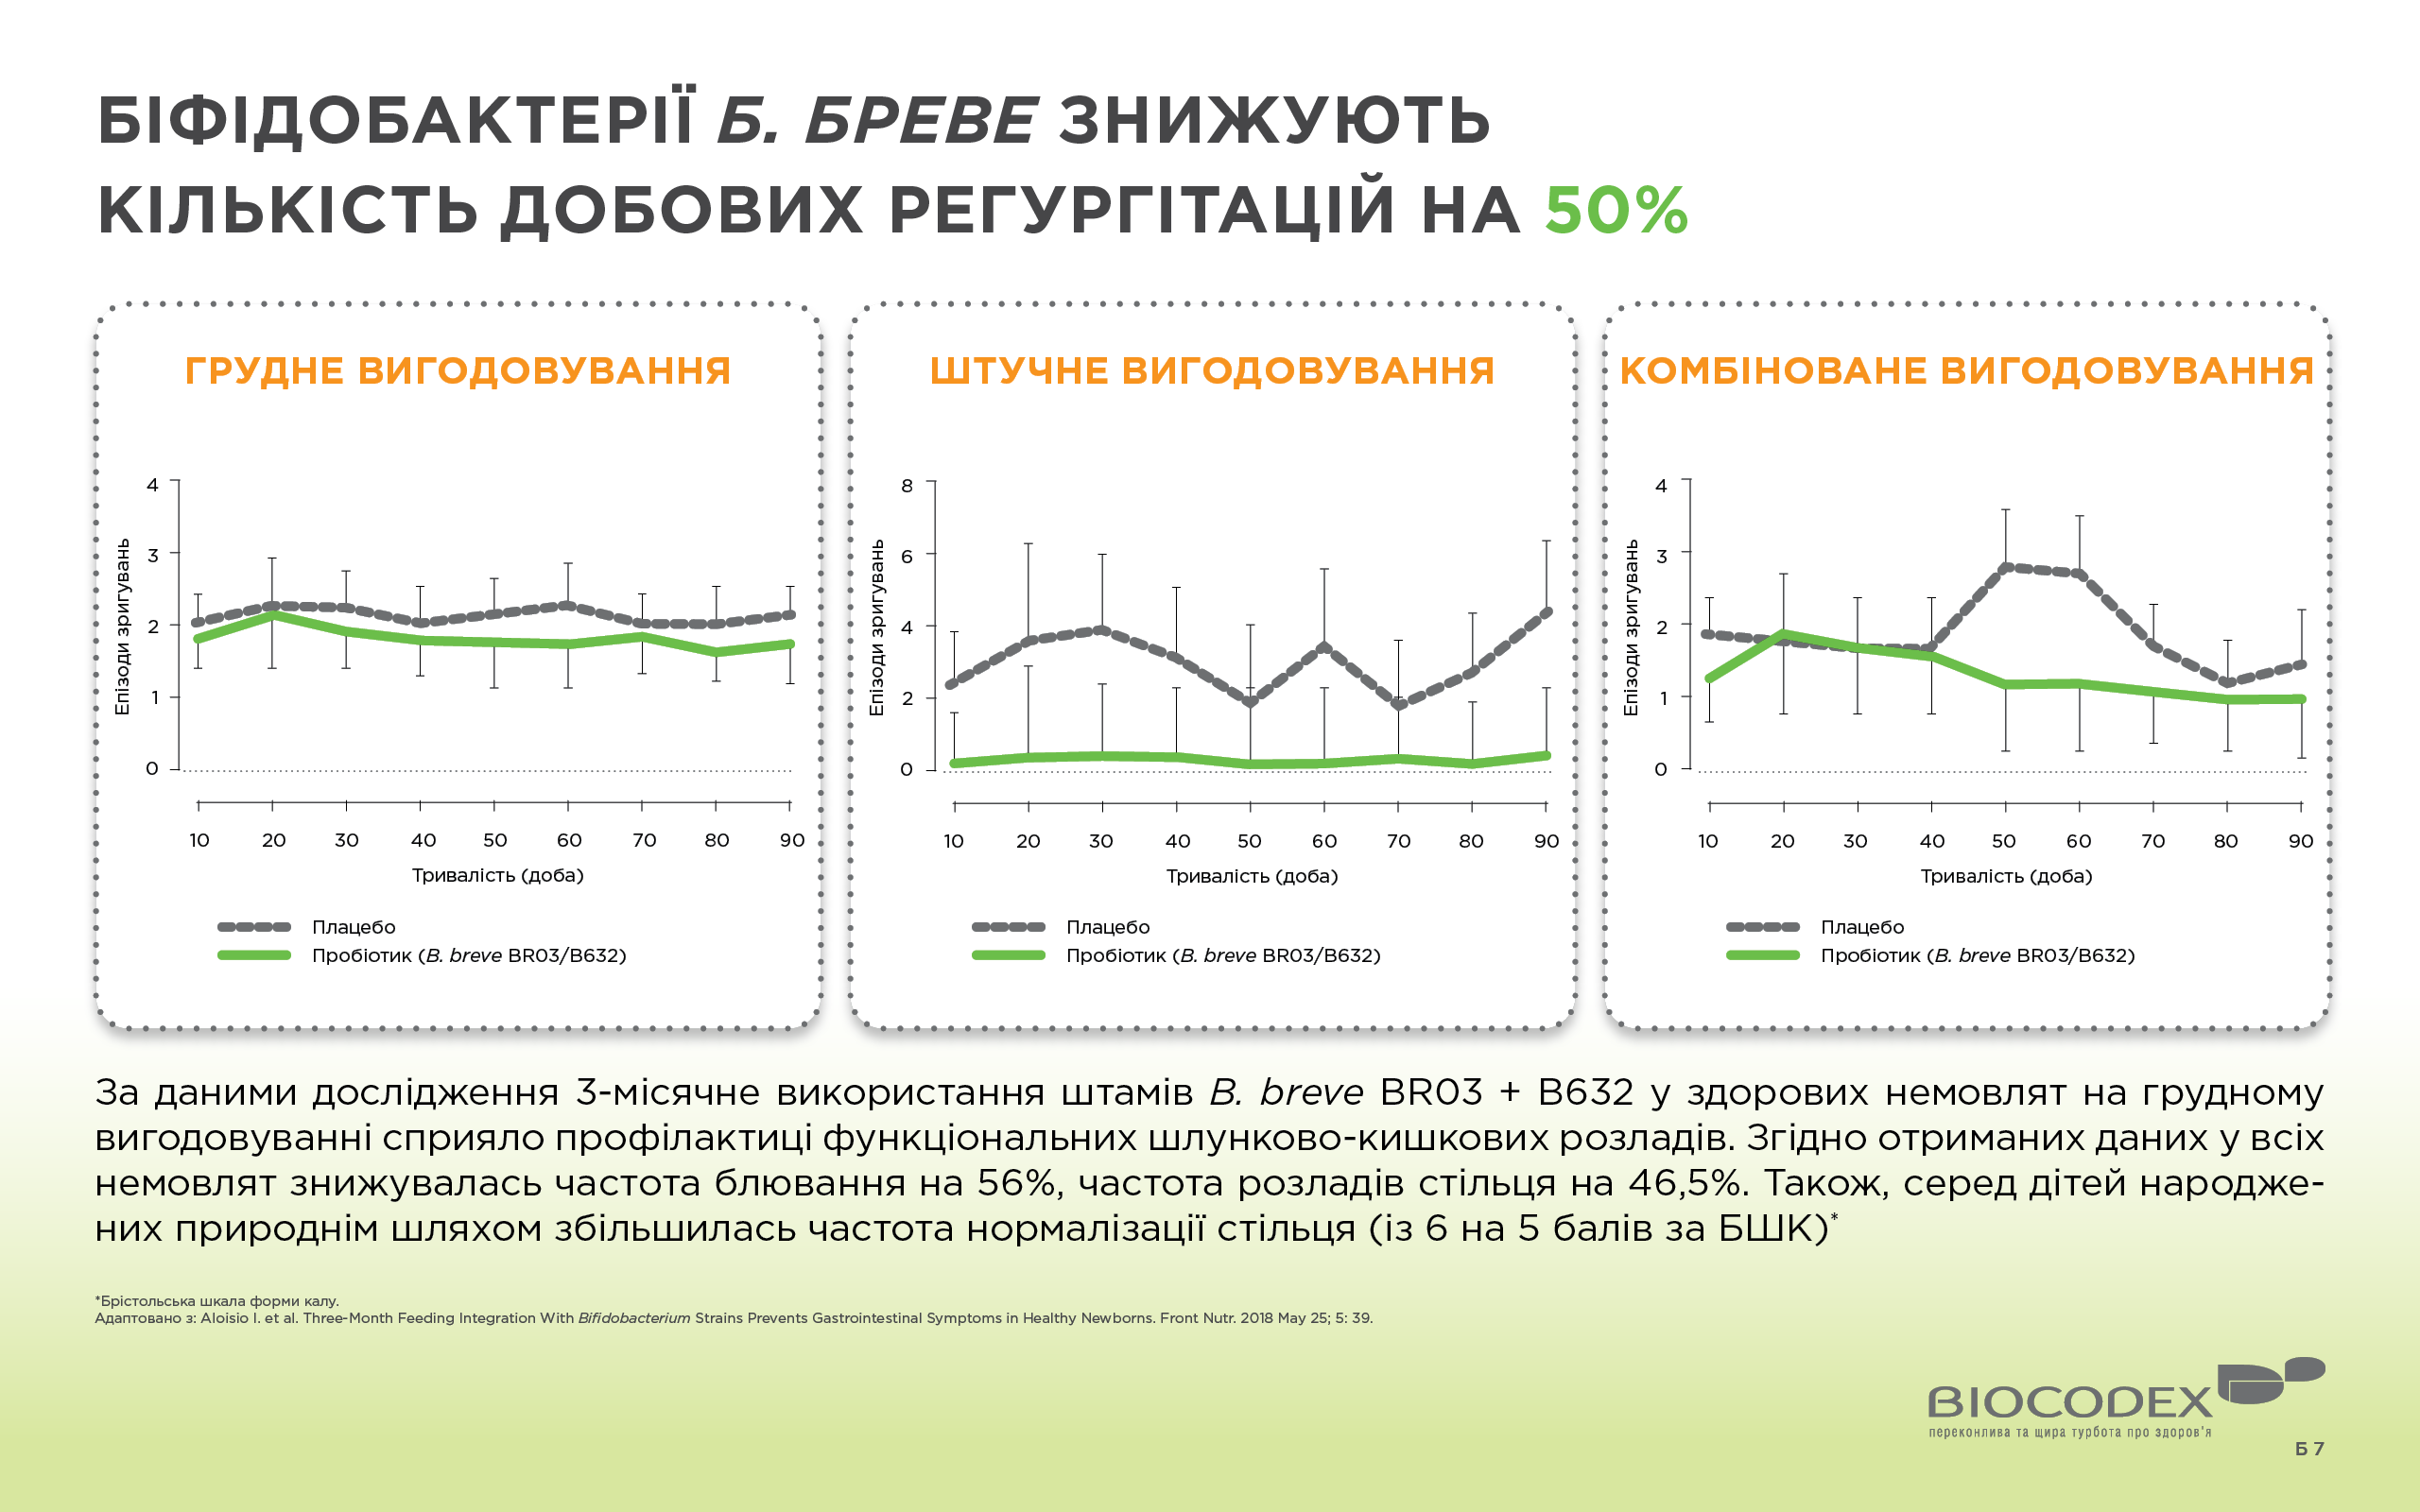 БІФІДОБАКТЕРІЇ Б. БРЕВЕ ЗНИЖУЮТЬ
КІЛЬКІСТЬ ДОБОВИХ РЕГУРГІТАЦІЙ НА 50%
ГРУДНЕ ВИГОДОВУВАННЯ
Епізоди зригувань
4
3
2
1
0
10 20 30 40 50 60 70 80 90
Тривалість (доба)
Плацебо
Пробіотик (B. breve BR03/B632)
ШТУЧНЕ ВИГОДОВУВАННЯ
Епізоди зригувань
8
6
4
2
0
10 20 30 40 50 60 70 80 90
Тривалість (доба)
Плацебо
Пробіотик (B. breve BR03/B632)
КОМБІНОВАНЕ ВИГОДОВУВАННЯ
Епізоди зригувань
4
3
2
1
0
10 20 30 40 50 60 70 80 90
Тривалість (доба)
Плацебо
Пробіотик (B. breve BR03/B632)
За даними дослідження 3-місячне використання штамів B. breve BR03 + B632 у здорових немовлят на грудному
вигодовуванні сприяло профілактиці функціональних шлунково-кишкових розладів. Згідно отриманих даних у всіх
немовлят знижувалась частота блювання на 56%, частота розладів стільця на 46,5%. Також, серед дітей народже-
них природнім шляхом збільшилась частота нормалізації стільця (із 6 на 5 балів за БШК)*
*Брістольська шкала форми калу.
Адаптовано з: Aloisio I. et al. Three-Month Feeding Integration With Bifidobacterium Strains Prevents Gastrointestinal Symptoms in Healthy Newborns. Front Nutr. 2018 May 25; 5: 39.
BIOCODEX
переконлива та щира турбота про здоров'я
Б 7